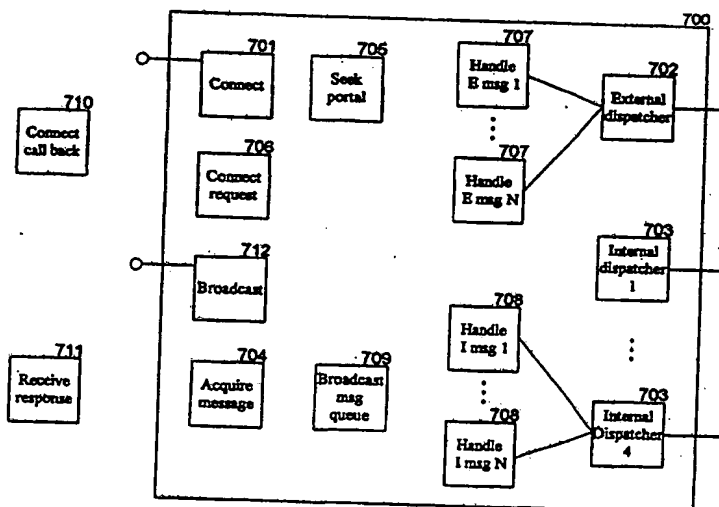 700
701
Connect
705
Seek
portal
707
Handle
E msg 1
702
External
dispatcher
710
Connect
call back
706
Connect
request
707
Handle
E msg N
712
Broadcast
703
Internal
dispatcher
1
708
Handle
I msg 1
711
Receive
response
704
Acquire
message
709
Broadcast
msg
queue
708
Handle
I msg N
703
Internal
Dispatcher
4